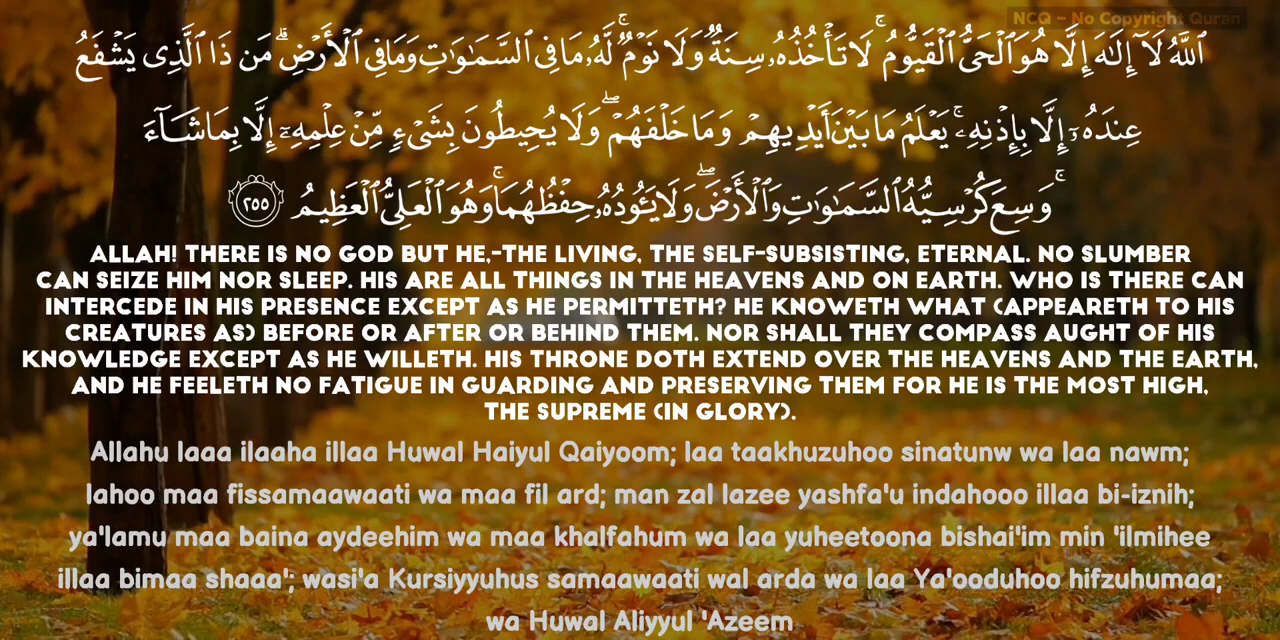 NCQ - No Copyright Quran
ٱللَّهُ لَآ إِلَـٰهَ إِلَّا هُوَ ٱلْحَىُّ ٱلْقَيُّومُ ۚ لَا تَأْخُذُهُۥ سِنَةٌ وَلَا نَوْمٌ ۚ لَّهُۥ مَا فِى ٱلسَّمَـٰوَٰتِ وَمَا فِى ٱلْأَرْضِ ۗ مَن ذَا ٱلَّذِى يَشْفَعُ
عِندَهُۥٓ إِلَّا بِإِذْنِهِۦ ۚ يَعْلَمُ مَا بَيْنَ أَيْدِيهِمْ وَمَا خَلْفَهُمْ ۖ وَلَا يُحِيطُونَ بِشَىْءٍ مِّنْ عِلْمِهِۦٓ إِلَّا بِمَا شَآءَ
ۚ وَسِعَ كُرْسِيُّهُ ٱلسَّمَـٰوَٰتِ وَٱلْأَرْضَ ۖ وَلَا يَـُٔودُهُۥ حِفْظُهُمَا ۚ وَهُوَ ٱلْعَلِىُّ ٱلْعَظِيمُ ٢٥٥
ALLAH! THERE IS NO GOD BUT HE,-THE LIVING, THE SELF-SUBSISTING, ETERNAL. NO SLUMBER
CAN SEIZE HIM NOR SLEEP. HIS ARE ALL THINGS IN THE HEAVENS AND ON EARTH. WHO IS THERE CAN
INTERCEDE IN HIS PRESENCE EXCEPT AS HE PERMITTETH? HE KNOWETH WHAT (APPEARETH TO HIS
CREATURES AS) BEFORE OR AFTER OR BEHIND THEM. NOR SHALL THEY COMPASS AUGHT OF HIS
KNOWLEDGE EXCEPT AS HE WILLETH. HIS THRONE DOTH EXTEND OVER THE HEAVENS AND THE EARTH,
AND HE FEELETH NO FATIGUE IN GUARDING AND PRESERVING THEM FOR HE IS THE MOST HIGH,
THE SUPREME (IN GLORY).
Allahu laaa ilaaha illaa Huwal Haiyul Qaiyoom; laa taakhuzuhoo sinatunw wa laa nawm;
lahoo maa fissamaawaati wa maa fil ard; man zal lazee yashfa'u indahooo illaa bi-iznih;
ya'lamu maa baina aydeehim wa maa khalfahum wa laa yuheetoona bishai'im min 'ilmihee
illaa bimaa shaaa'; wasi'a Kursiyyuhus samaawaati wal arda wa laa Ya'ooduhoo hifzuhumaa;
wa Huwal Aliyyul 'Azeem